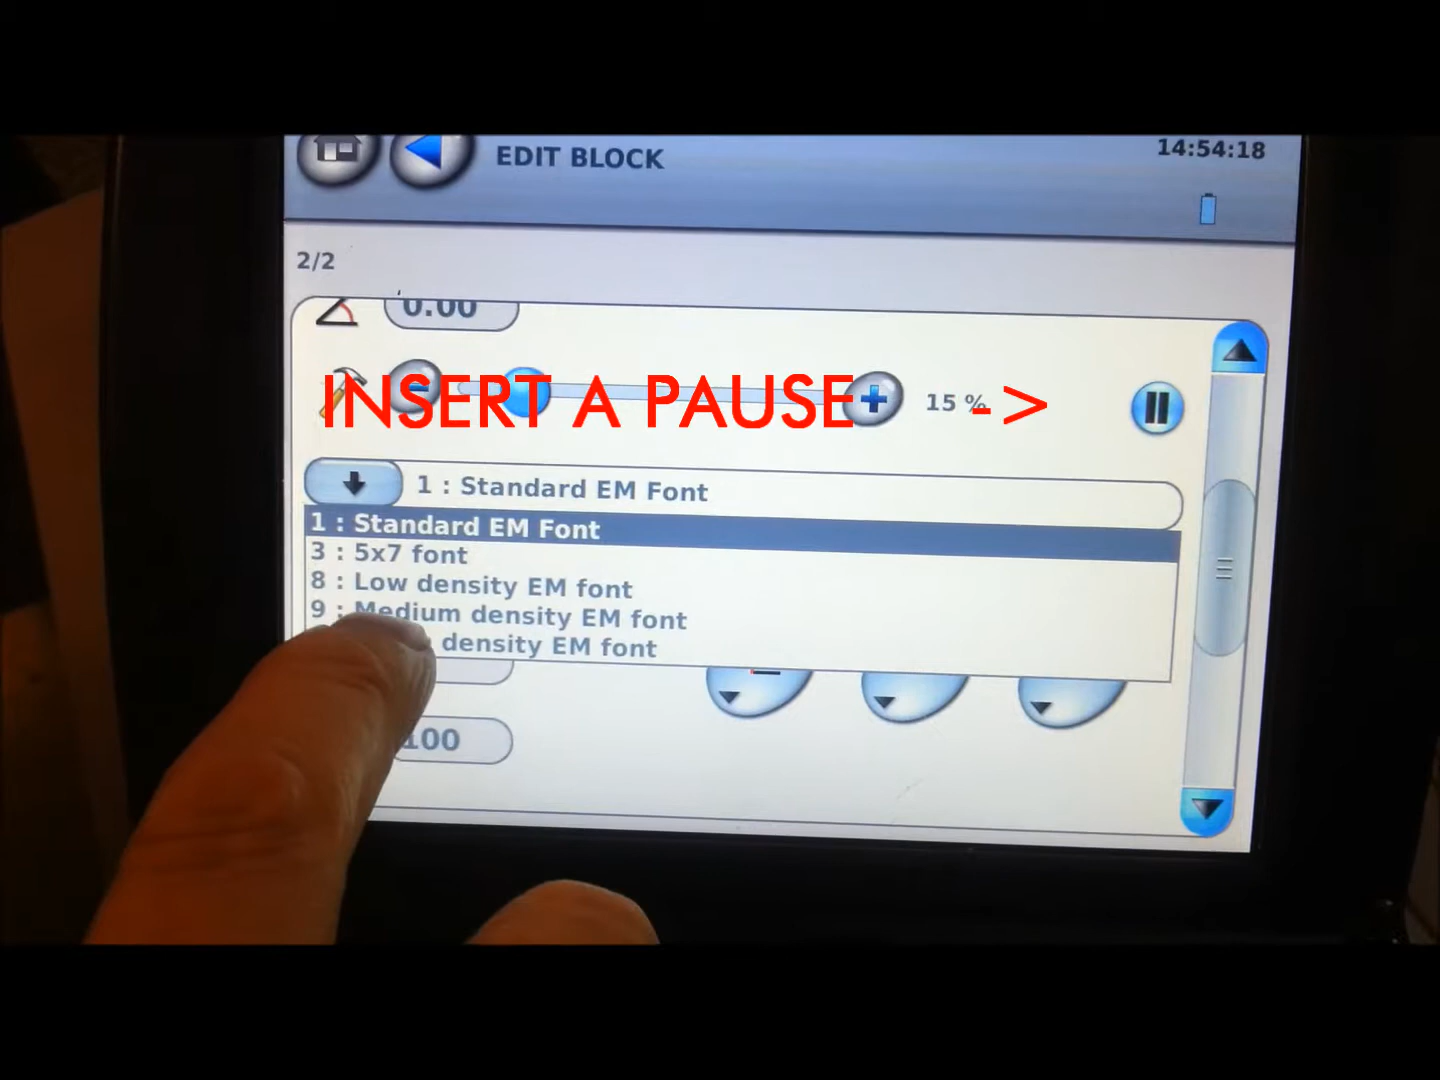 EDIT BLOCK
14:54:18
2/2
0.00
INSERT A PAUSE ->
15 %
1 : Standard EM Font
1 : Standard EM Font
3 : 5x7 font
8 : Low density EM font
9 : Medium density EM font
density EM font
100